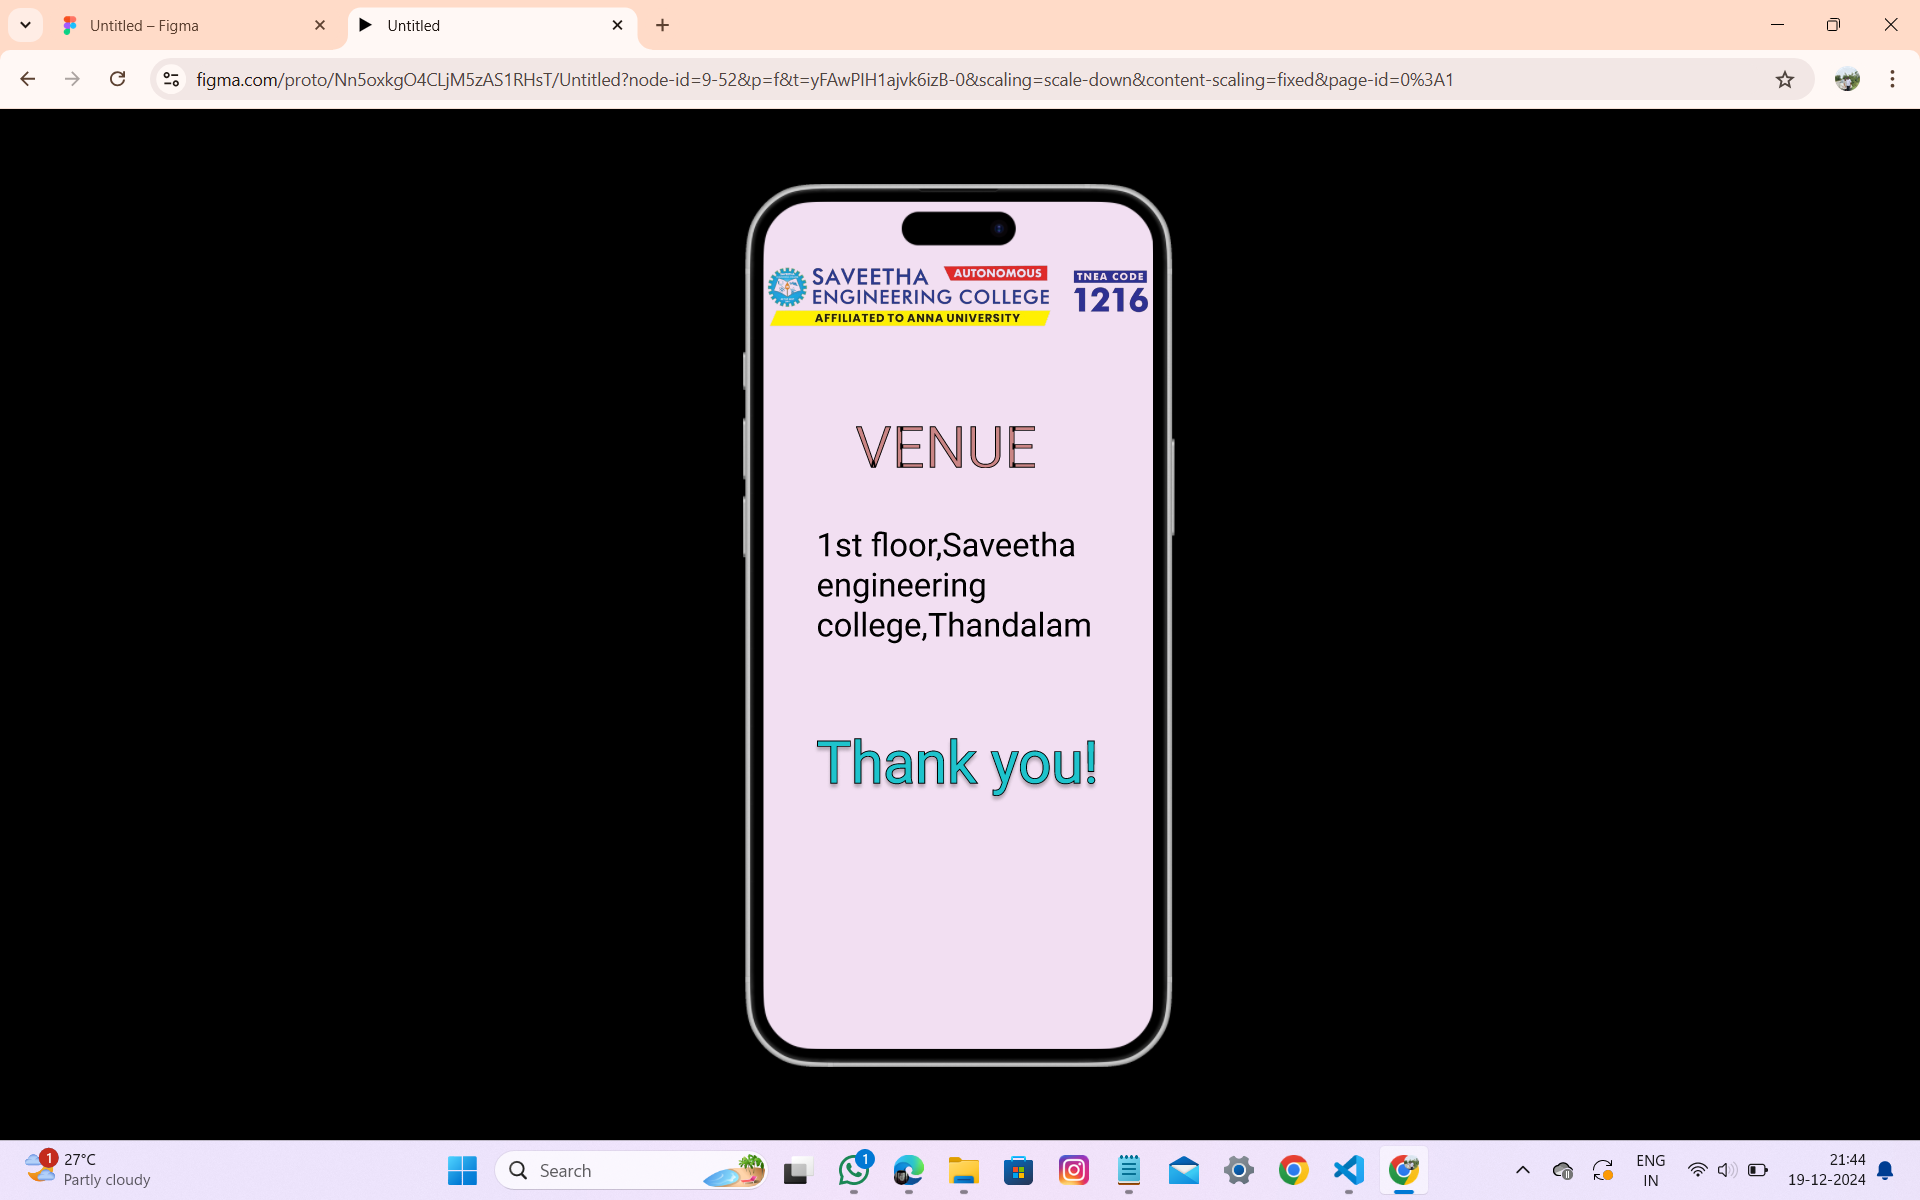 Untitled – Figma
Untitled
figma.com/proto/Nn5oxkgO4CLjM5zAS1RHsT/Untitled?node-id=9-52&p=f&t=yFAwPIH1ajvk6izB-0&scaling=scale-down&content-scaling=fixed&page-id=0%3A1
SAVEETHA AUTONOMOUS
ENGINEERING COLLEGE
AFFILIATED TO ANNA UNIVERSITY
TNEA CODE
1216
VENUE
1st floor,Saveetha
engineering
college,Thandalam
Thank you!
1
27°C
Partly cloudy
Search
1
ENG
IN
21:44
19-12-2024